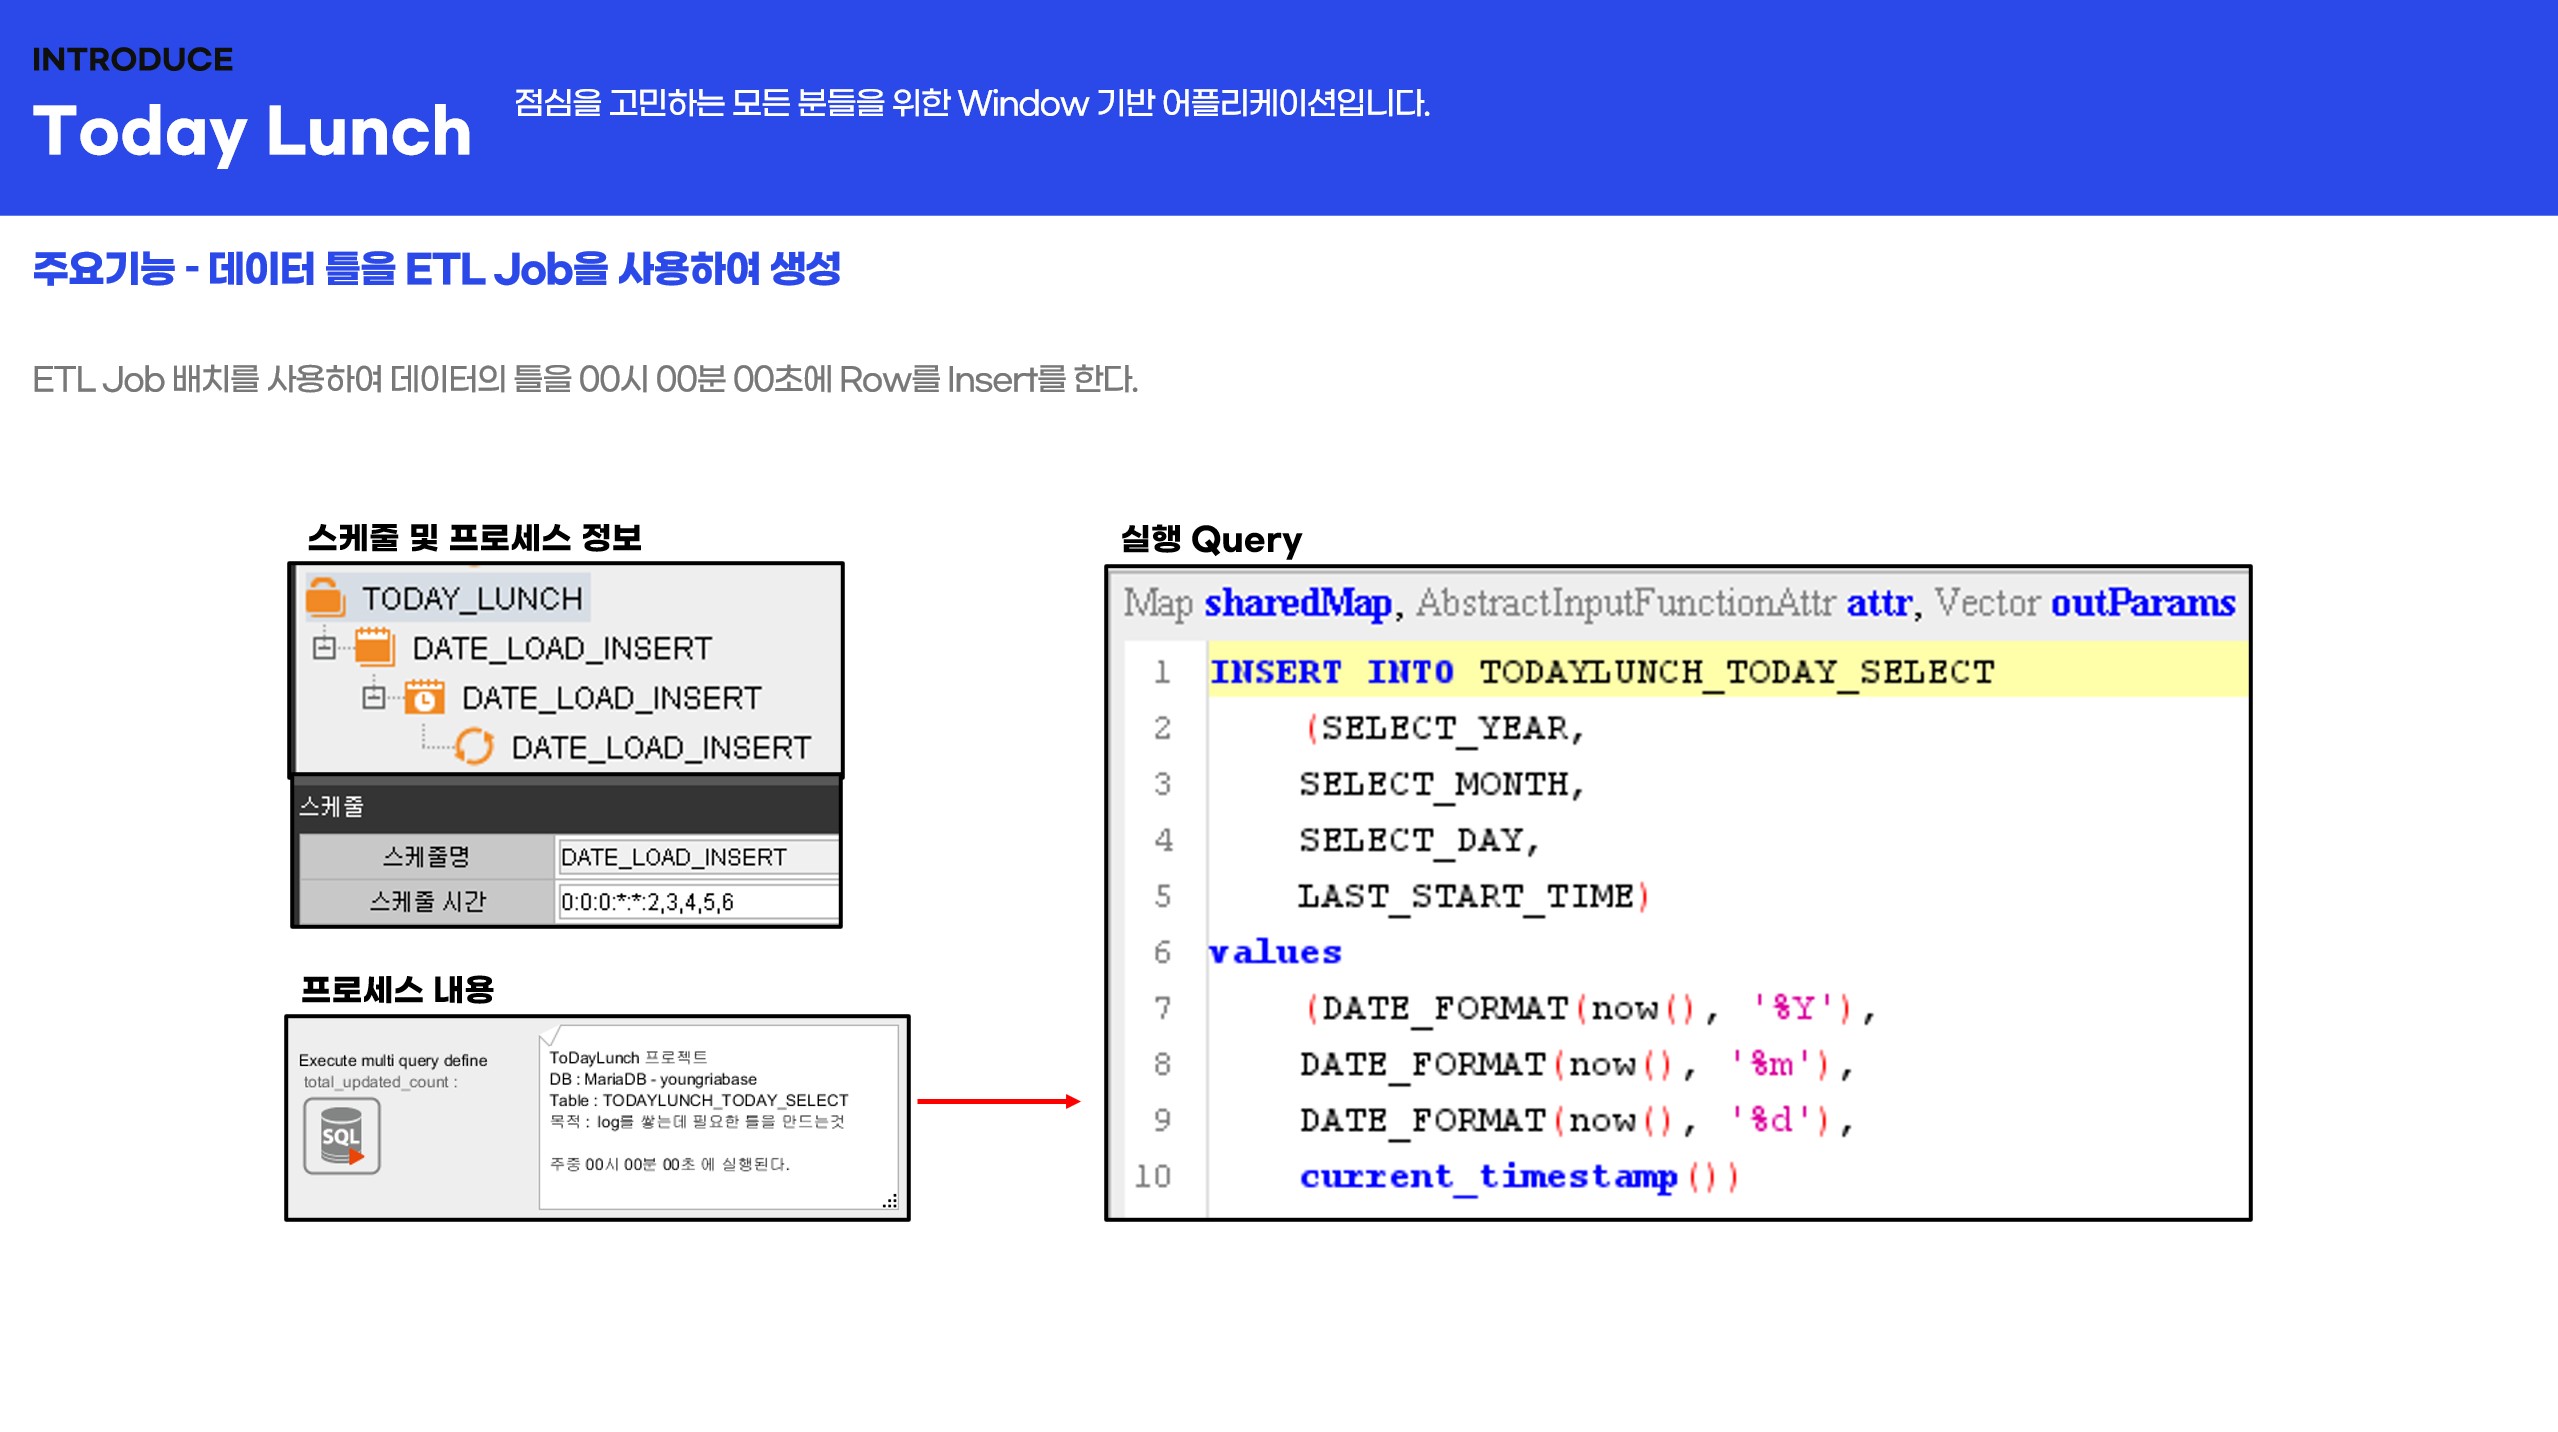 INTRODUCE
Today Lunch
점심을 고민하는 모든 분들을 위한 Window 기반 어플리케이션입니다.
주요기능 - 데이터 틀을 ETL Job을 사용하여 생성
ETL Job 배치를 사용하여 데이터의 틀을 00시 00분 00초에 Row를 Insert를 한다.
스케줄 및 프로세스 정보
TODAY_LUNCH
DATE_LOAD_INSERT
DATE_LOAD_INSERT
DATE_LOAD_INSERT
스케줄
스케줄명 DATE_LOAD_INSERT
스케줄 시간 0:0:0:*:*:2,3,4,5,6
프로세스 내용
Execute multi query define
total_updated_count :
SQL
ToDayLunch 프로젝트
DB : MariaDB - youngriabase
Table : TODAYLUNCH_TODAY_SELECT
목적 : log를 쌓는데 필요한 틀을 만드는것
주중 00시 00분 00초 에 실행된다.
실행 Query
Map sharedMap, AbstractInputFunctionAttr attr, Vector outParams
1 INSERT INTO TODAYLUNCH_TODAY_SELECT
2 (SELECT_YEAR,
3 SELECT_MONTH,
4 SELECT_DAY,
5 LAST_START_TIME)
6 values
7 (DATE_FORMAT(now(), '%Y'),
8 DATE_FORMAT(now(), '%m'),
9 DATE_FORMAT(now(), '%d'),
10 current_timestamp())